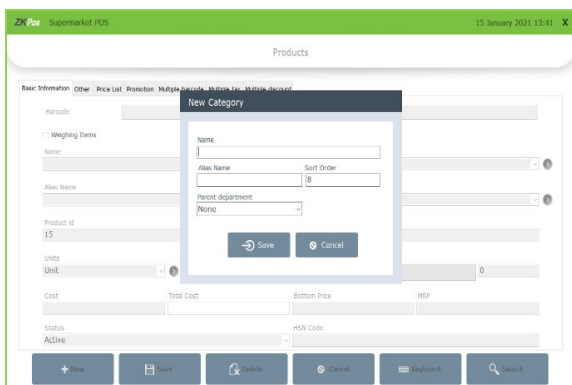 ZKPos Supermarket POS 15 January 2021 13:41 X
Products
Basic Information Other Price List Promotion Multiple barcode Multiple tax Multiple discount
New Category
Barcode
Weighing Items
Name
Name
Alias Name Sort Order
8
Alias Name
Parent department
None
Product id
15
Save Cancel
Units
Unit 0
Cost Total Cost Bottom Price MRP
Status HSN Code
Active
New Save Delete Cancel Keyboard Search